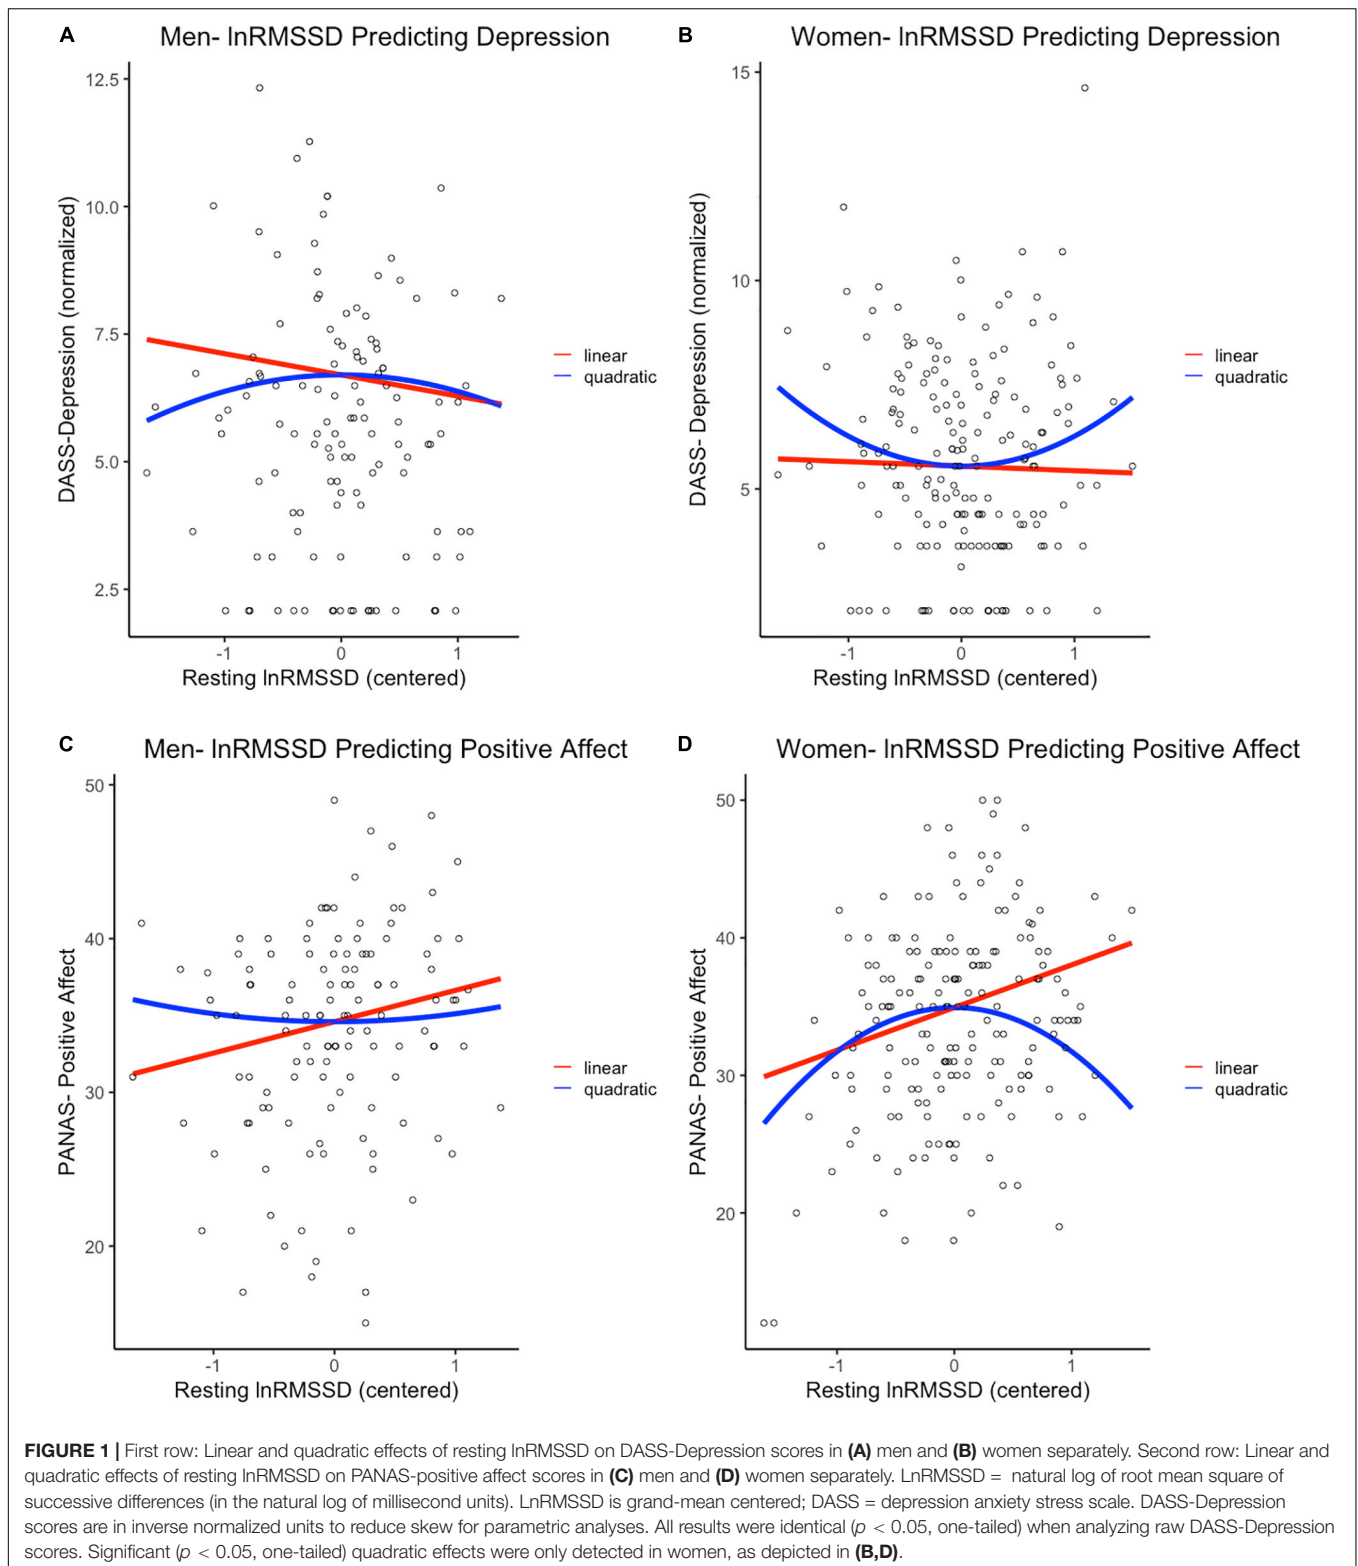 A
Men- lnRMSSD Predicting Depression
12.5
10.0
7.5
5.0
2.5
DASS-Depression (normalized)
-1 0 1
Resting lnRMSSD (centered)
linear
quadratic
B
Women- lnRMSSD Predicting Depression
15
10
5
DASS- Depression (normalized)
-1 0 1
Resting lnRMSSD (centered)
linear
quadratic
C
Men- lnRMSSD Predicting Positive Affect
50
40
30
20
PANAS- Positive Affect
-1 0 1
Resting lnRMSSD (centered)
linear
quadratic
D
Women- lnRMSSD Predicting Positive Affect
50
40
30
20
PANAS- Positive Affect
-1 0 1
Resting lnRMSSD (centered)
linear
quadratic
FIGURE 1 | First row: Linear and quadratic effects of resting lnRMSSD on DASS-Depression scores in (A) men and (B) women separately. Second row: Linear and
quadratic effects of resting lnRMSSD on PANAS-positive affect scores in (C) men and (D) women separately. LnRMSSD = natural log of root mean square of
successive differences (in the natural log of millisecond units). LnRMSSD is grand-mean centered; DASS = depression anxiety stress scale. DASS-Depression
scores are in inverse normalized units to reduce skew for parametric analyses. All results were identical (p < 0.05, one-tailed) when analyzing raw DASS-Depression
scores. Significant (p < 0.05, one-tailed) quadratic effects were only detected in women, as depicted in (B,D).